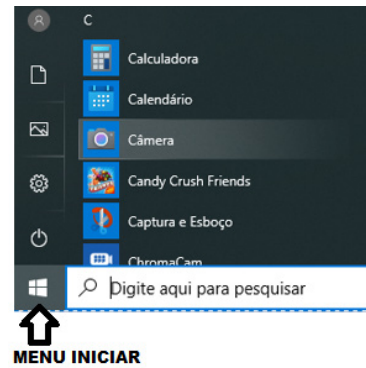 C
Calculadora
Calendário
Câmera
Candy Crush Friends
Captura e Esboço
ChromaCam
Digite aqui para pesquisar
MENU INICIAR